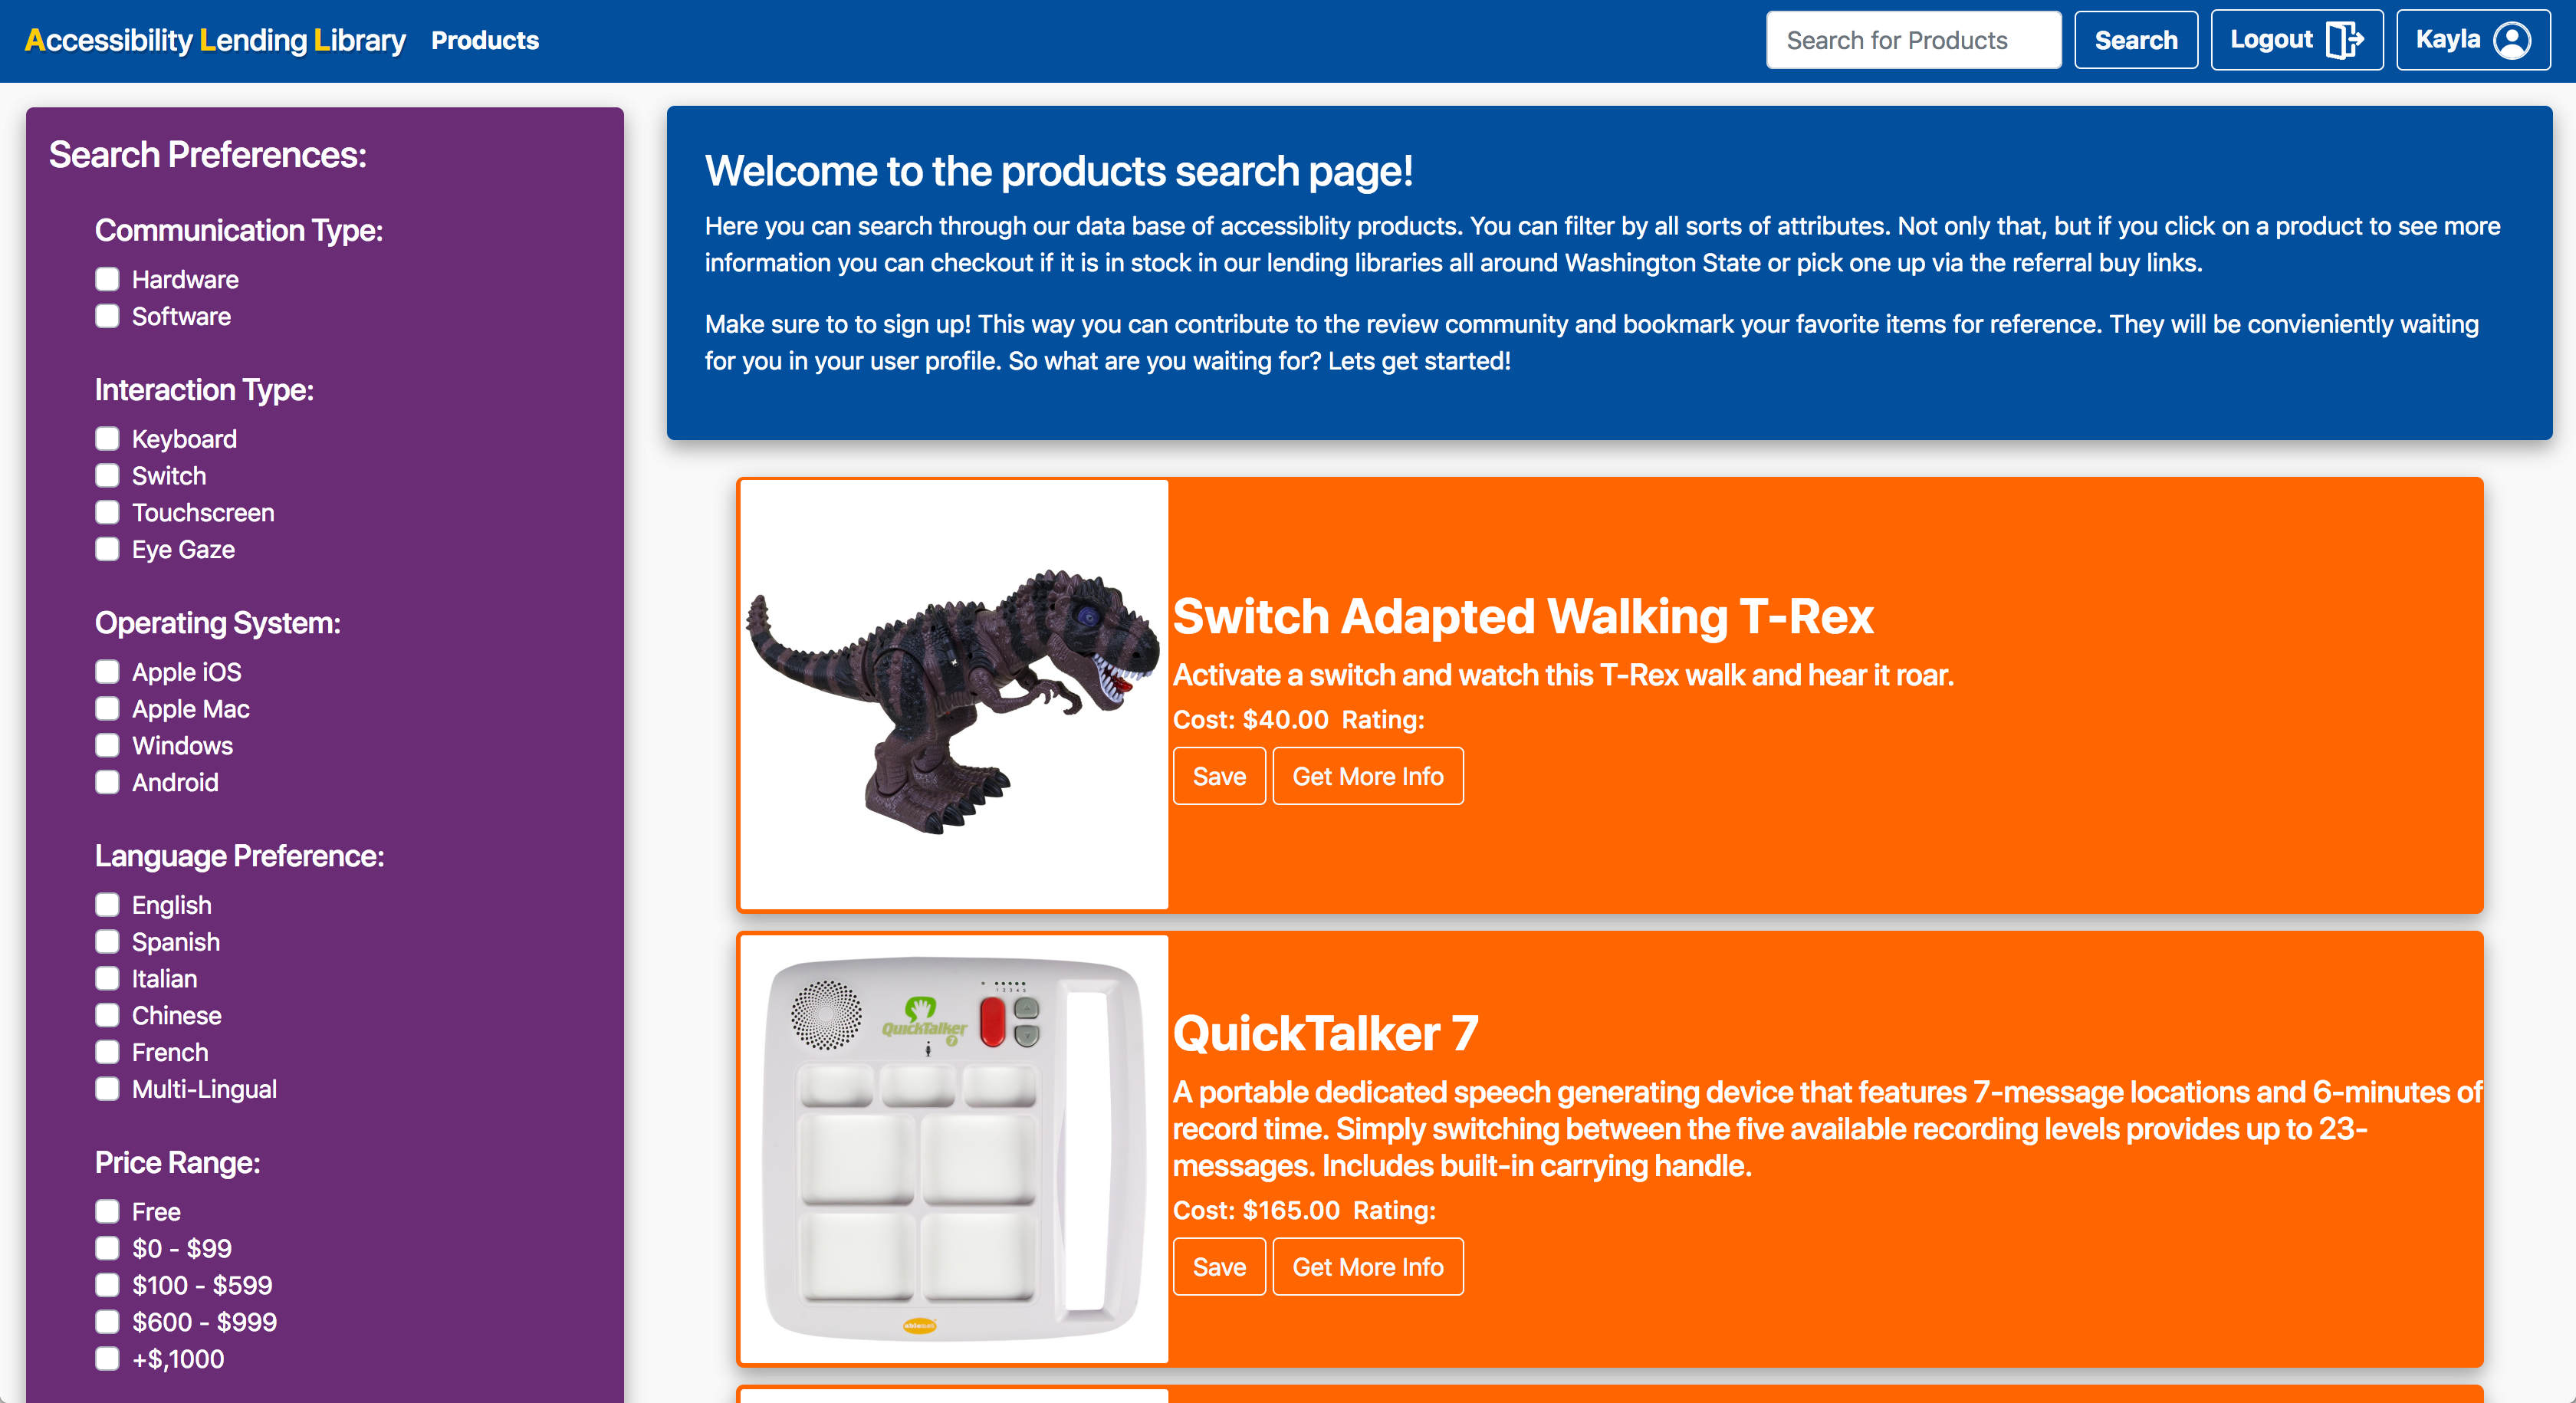 Accessibility Lending Library Products Search for Products Search Logout Kayla
Search Preferences:
Communication Type:
Hardware
Software
Interaction Type:
Keyboard
Switch
Touchscreen
Eye Gaze
Operating System:
Apple iOS
Apple Mac
Windows
Android
Language Preference:
English
Spanish
Italian
Chinese
French
Multi-Lingual
Price Range:
Free
$0 - $99
$100 - $599
$600 - $999
+$,1000
Welcome to the products search page!
Here you can search through our data base of accessiblity products. You can filter by all sorts of attributes. Not only that, but if you click on a product to see more
information you can checkout if it is in stock in our lending libraries all around Washington State or pick one up via the referral buy links.
Make sure to to sign up! This way you can contribute to the review community and bookmark your favorite items for reference. They will be convieniently waiting
for you in your user profile. So what are you waiting for? Lets get started!
Switch Adapted Walking T-Rex
Activate a switch and watch this T-Rex walk and hear it roar.
Cost: $40.00 Rating:
Save Get More Info
1 2 3 4 5
QuickTalker
7
ablenet
QuickTalker 7
A portable dedicated speech generating device that features 7-message locations and 6-minutes of
record time. Simply switching between the five available recording levels provides up to 23-
messages. Includes built-in carrying handle.
Cost: $165.00 Rating:
Save Get More Info